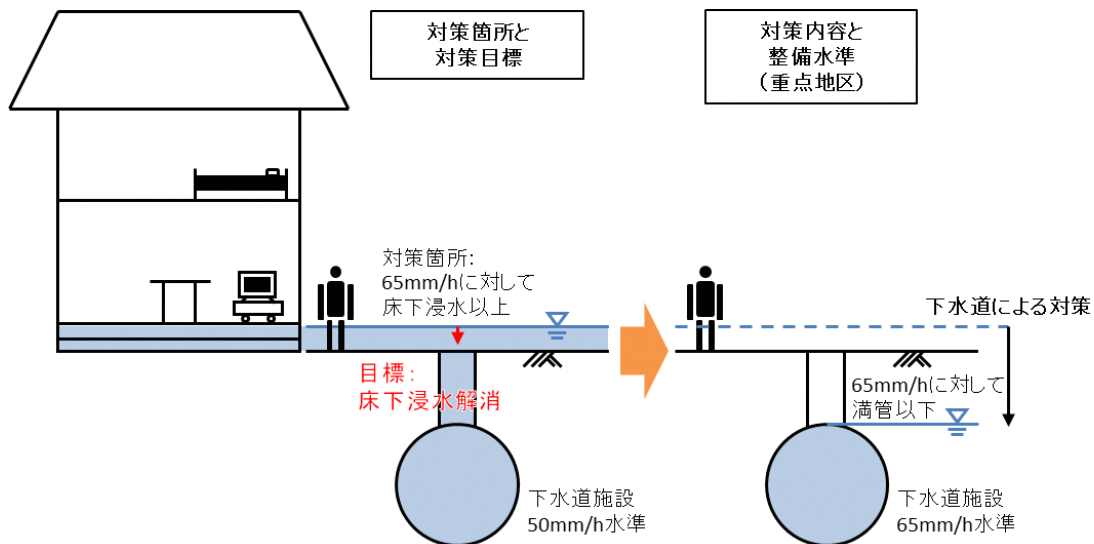 対策箇所と
対策目標
対策内容と
整備水準
（重点地区）
対策箇所：
65mm/hに対して
床下浸水以上
目標：
床下浸水解消
下水道施設
50mm/h水準
下水道による対策
65mm/hに対して
満管以下
下水道施設
65mm/h水準